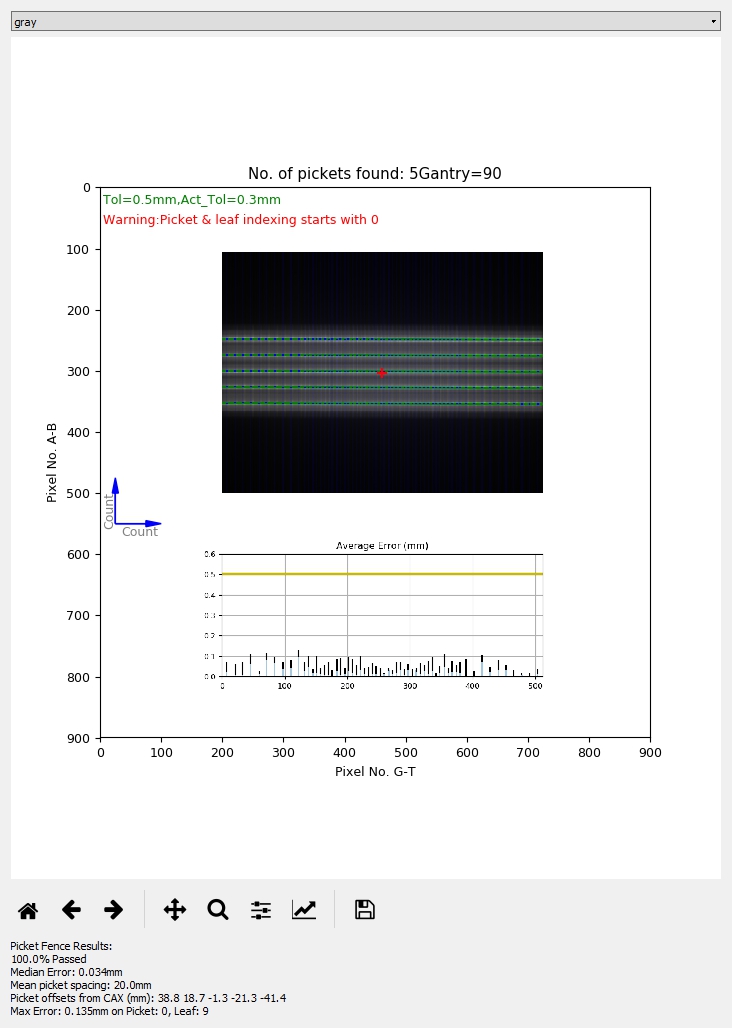 gray
No. of pickets found: 5Gantry=90
Tol=0.5mm,Act_Tol=0.3mm
Warning:Picket & leaf indexing starts with 0
0
100
200
300
400
500
600
700
800
900
Pixel No. A-B
Count
Count
Average Error (mm)
0.6
0.5
0.4
0.3
0.2
0.1
0.0
0 100 200 300 400 500
0 100 200 300 400 500 600 700 800 900
Pixel No. G-T
Picket Fence Results:
100.0% Passed
Median Error: 0.034mm
Mean picket spacing: 20.0mm
Picket offsets from CAX (mm): 38.8 18.7 -1.3 -21.3 -41.4
Max Error: 0.135mm on Picket: 0, Leaf: 9